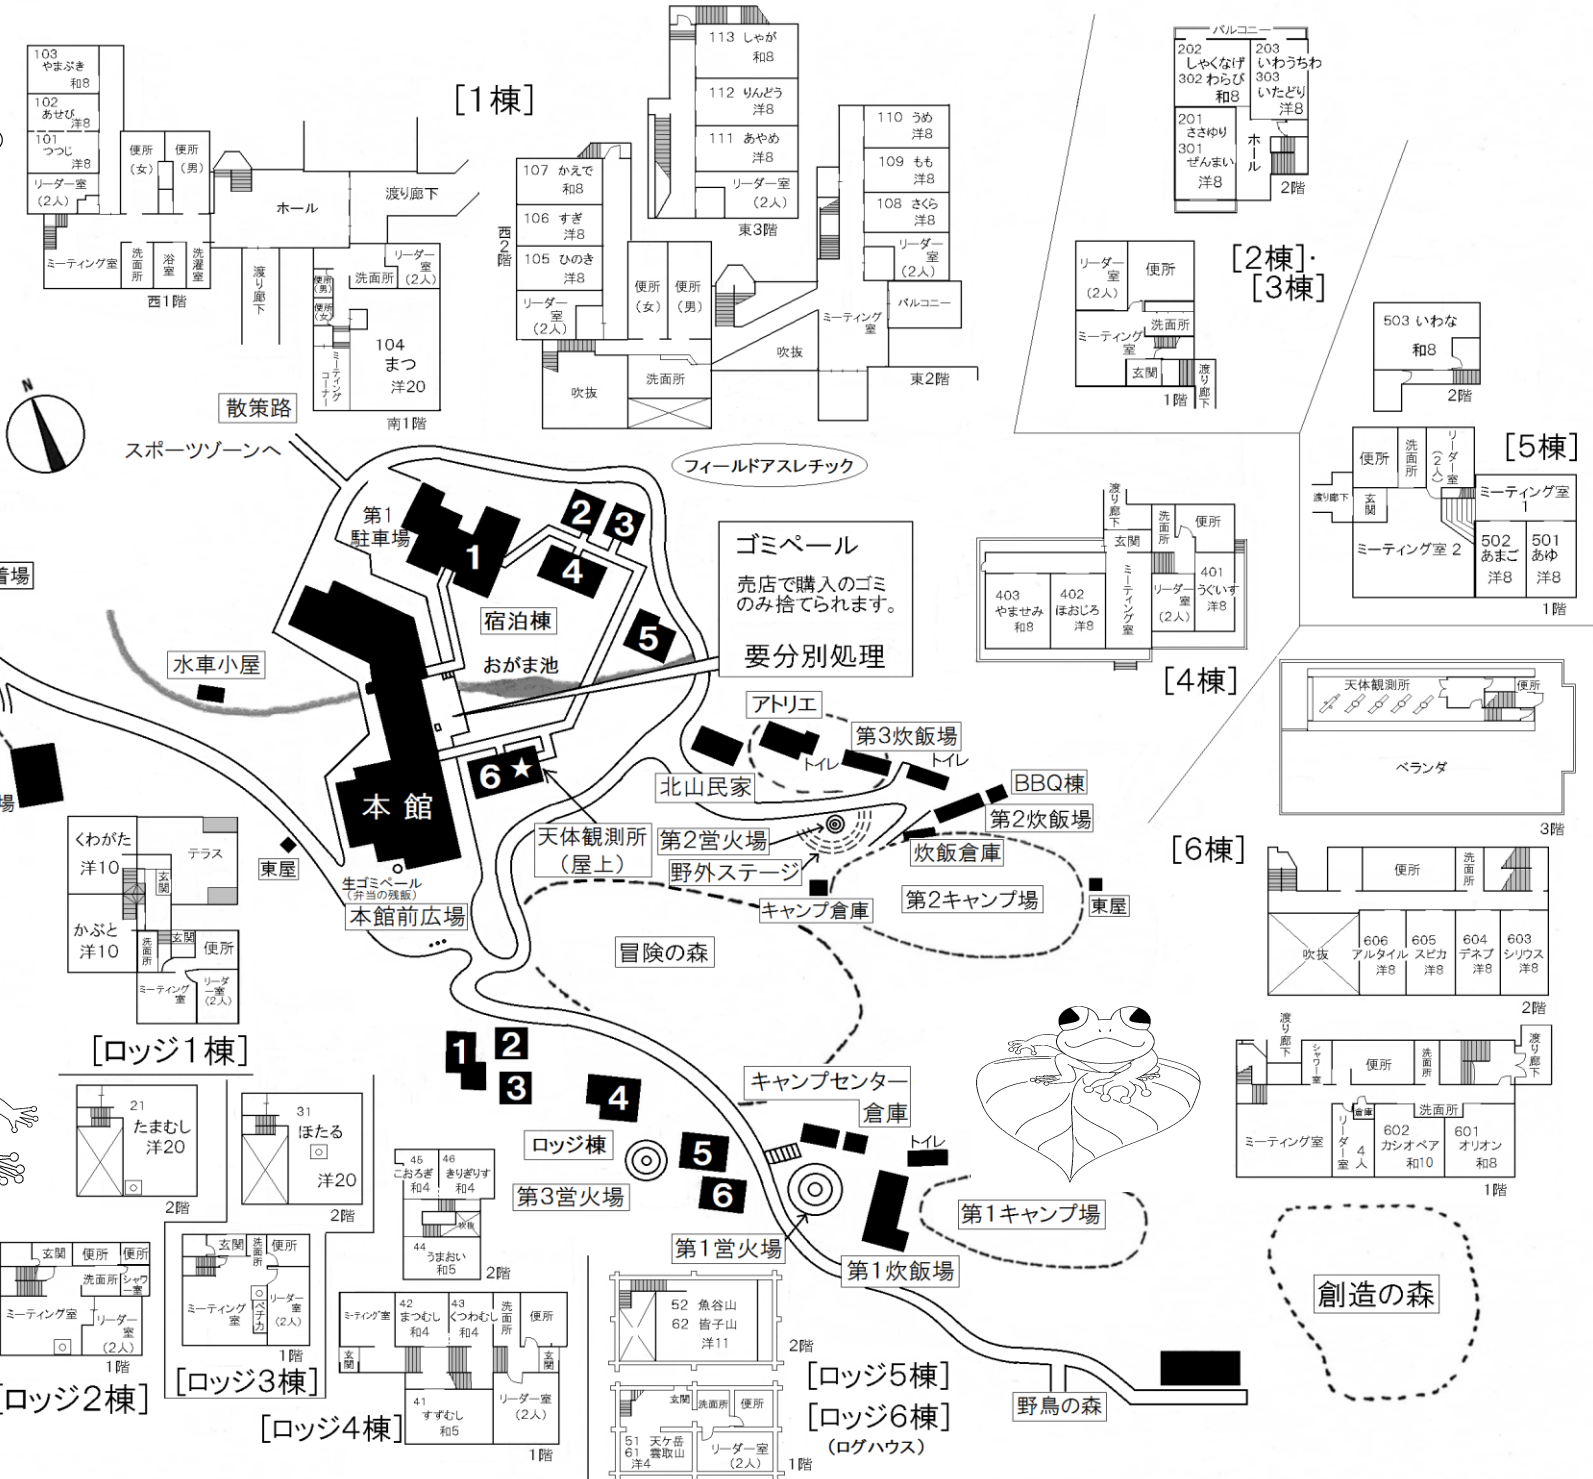 [1棟]
103
やまぶき
和8
102
あせび
洋8
101
つつじ
洋8
リーダー室
(2人)
便所
(女)
便所
(男)
ホール
渡り廊下
ミーティング室
洗面所
浴室
洗濯室
西1階
渡り廊下
便所
(男)
便所
(女)
洗面所
リーダー室
(2人)
104
まつ
洋20
ミーティングコーナー
南1階
西2階
107 かえで
和8
106 すぎ
洋8
105 ひのき
洋8
リーダー室
(2人)
便所
(女)
便所
(男)
吹抜
洗面所
113 しゃが
和8
112 りんどう
洋8
111 あやめ
洋8
リーダー室
(2人)
東3階
110 うめ
洋8
109 もも
洋8
108 さくら
洋8
リーダー室
(2人)
バルコニー
ミーティング室
吹抜
東2階
バルコニー
202
しゃくなげ
302 わらび
和8
203
いわうちわ
303
いたどり
洋8
201
ささゆり
301
ぜんまい
洋8
ホール
2階
[2棟]・
[3棟]
リーダー室
(2人)
便所
ミーティング室
洗面所
玄関
渡り廊下
1階
503 いわな
和8
2階
[5棟]
便所
洗面所
リーダー室
(2人)
渡り廊下
玄関
ミーティング室
1
ミーティング室 2
502
あまご
洋8
501
あゆ
洋8
1階
渡り廊下
玄関
洗面所
便所
403
やませみ
和8
402
ほおじろ
洋8
ミーティング室
リーダー室
(2人)
401
うぐいす
洋8
[4棟]
天体観測所
便所
ベランダ
3階
[6棟]
便所
洗面所
吹抜
606
アルタイル
洋8
605
スピカ
洋8
604
デネブ
洋8
603
シリウス
洋8
2階
渡り廊下
シャワー室
便所
洗面所
渡り廊下
ミーティング室
リーダー室
4人
倉庫
洗面所
602
カシオペア
和10
601
オリオン
和8
1階
N
散策路
スポーツゾーンへ
フィールドアスレチック
第1
駐車場
1
2
3
4
5
宿泊棟
おがま池
ゴミペール
売店で購入のゴミ
のみ捨てられます。
要分別処理
着場
水車小屋
場
本館
6★
天体観測所
(屋上)
東屋
生ゴミペール
(弁当の残飯)
本館前広場
アトリエ
第3炊飯場
トイレ
トイレ
北山民家
BBQ棟
第2炊飯場
第2営火場
炊飯倉庫
野外ステージ
キャンプ倉庫
第2キャンプ場
東屋
冒険の森
キャンプセンター
倉庫
トイレ
1
2
3
4
5
6
ロッジ棟
第3営火場
第1営火場
第1炊飯場
第1キャンプ場
創造の森
野鳥の森
くわがた
洋10
テラス
玄関
かぶと
洋10
洗面所
玄関
便所
ミーティング室
リーダー室
(2人)
[ロッジ1棟]
21
たまむし
洋20
2階
玄関
便所
便所
洗面所
シャワー室
ミーティング室
リーダー室
(2人)
1階
[ロッジ2棟]
31
ほたる
洋20
2階
玄関
洗面所
便所
ミーティング室
ペチカ
リーダー室
(2人)
1階
[ロッジ3棟]
45
こおろぎ
和4
46
きりぎりす
和4
吹抜
44
うまおい
和5
2階
ミーティング室
42
まつむし
和4
43
くつわむし
和4
洗面所
便所
玄関
玄関
41
すずむし
和5
リーダー室
(2人)
1階
[ロッジ4棟]
52 魚谷山
62 皆子山
洋11
2階
玄関
洗面所
便所
51 天ケ岳
61 雲取山
洋4
リーダー室
(2人)
1階
[ロッジ5棟]
[ロッジ6棟]
(ログハウス)